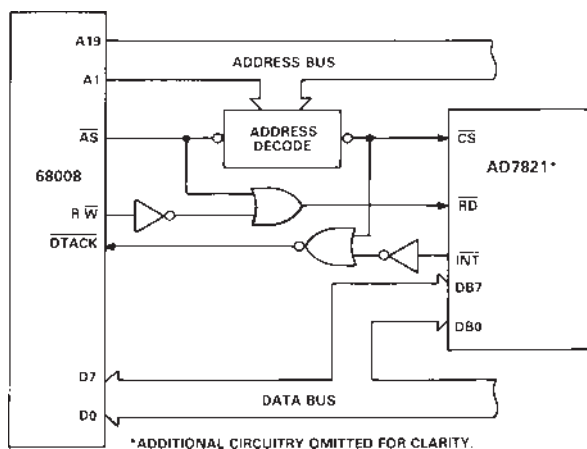 A19
ADDRESS BUS
A1
ADDRESS DECODE
AS
CS
AD7821*
68008
R W
RD
DTACK
INT
DB7
DB0
D7
D0
DATA BUS
*ADDITIONAL CIRCUITRY OMITTED FOR CLARITY.